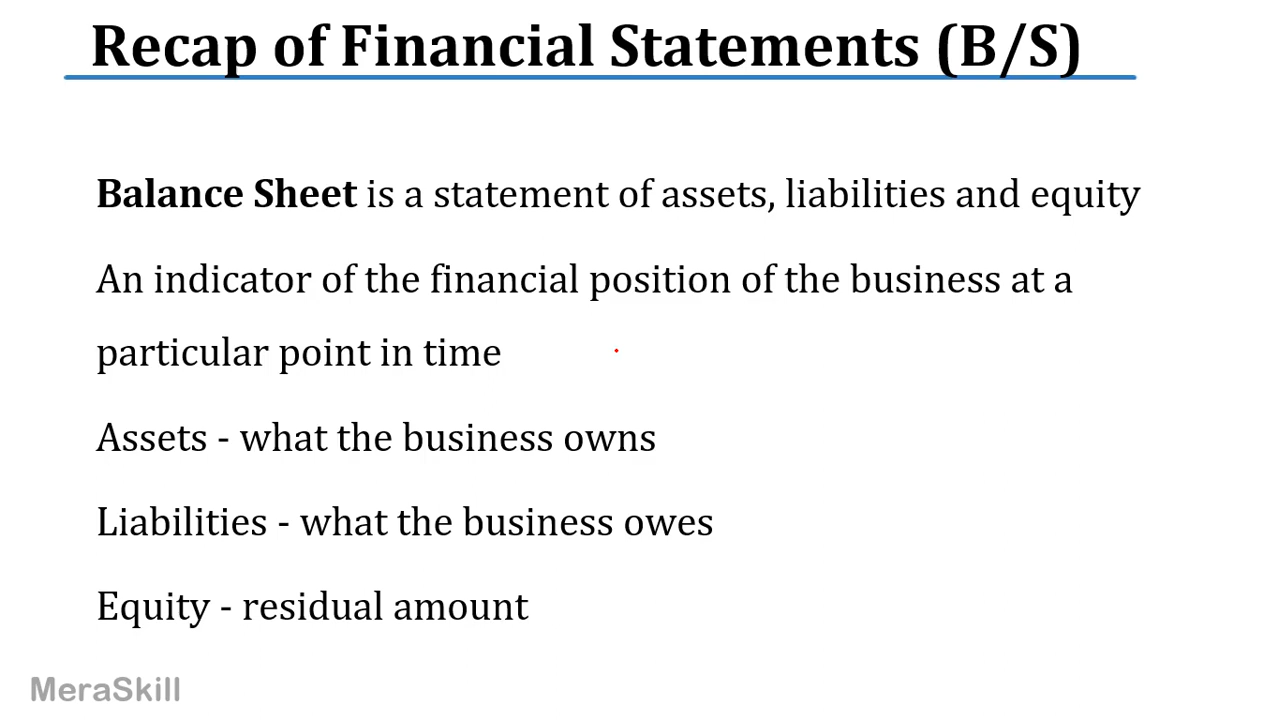 Recap of Financial Statements (B/S)
Balance Sheet is a statement of assets, liabilities and equity
An indicator of the financial position of the business at a
particular point in time
Assets - what the business owns
Liabilities - what the business owes
Equity - residual amount
MeraSkill